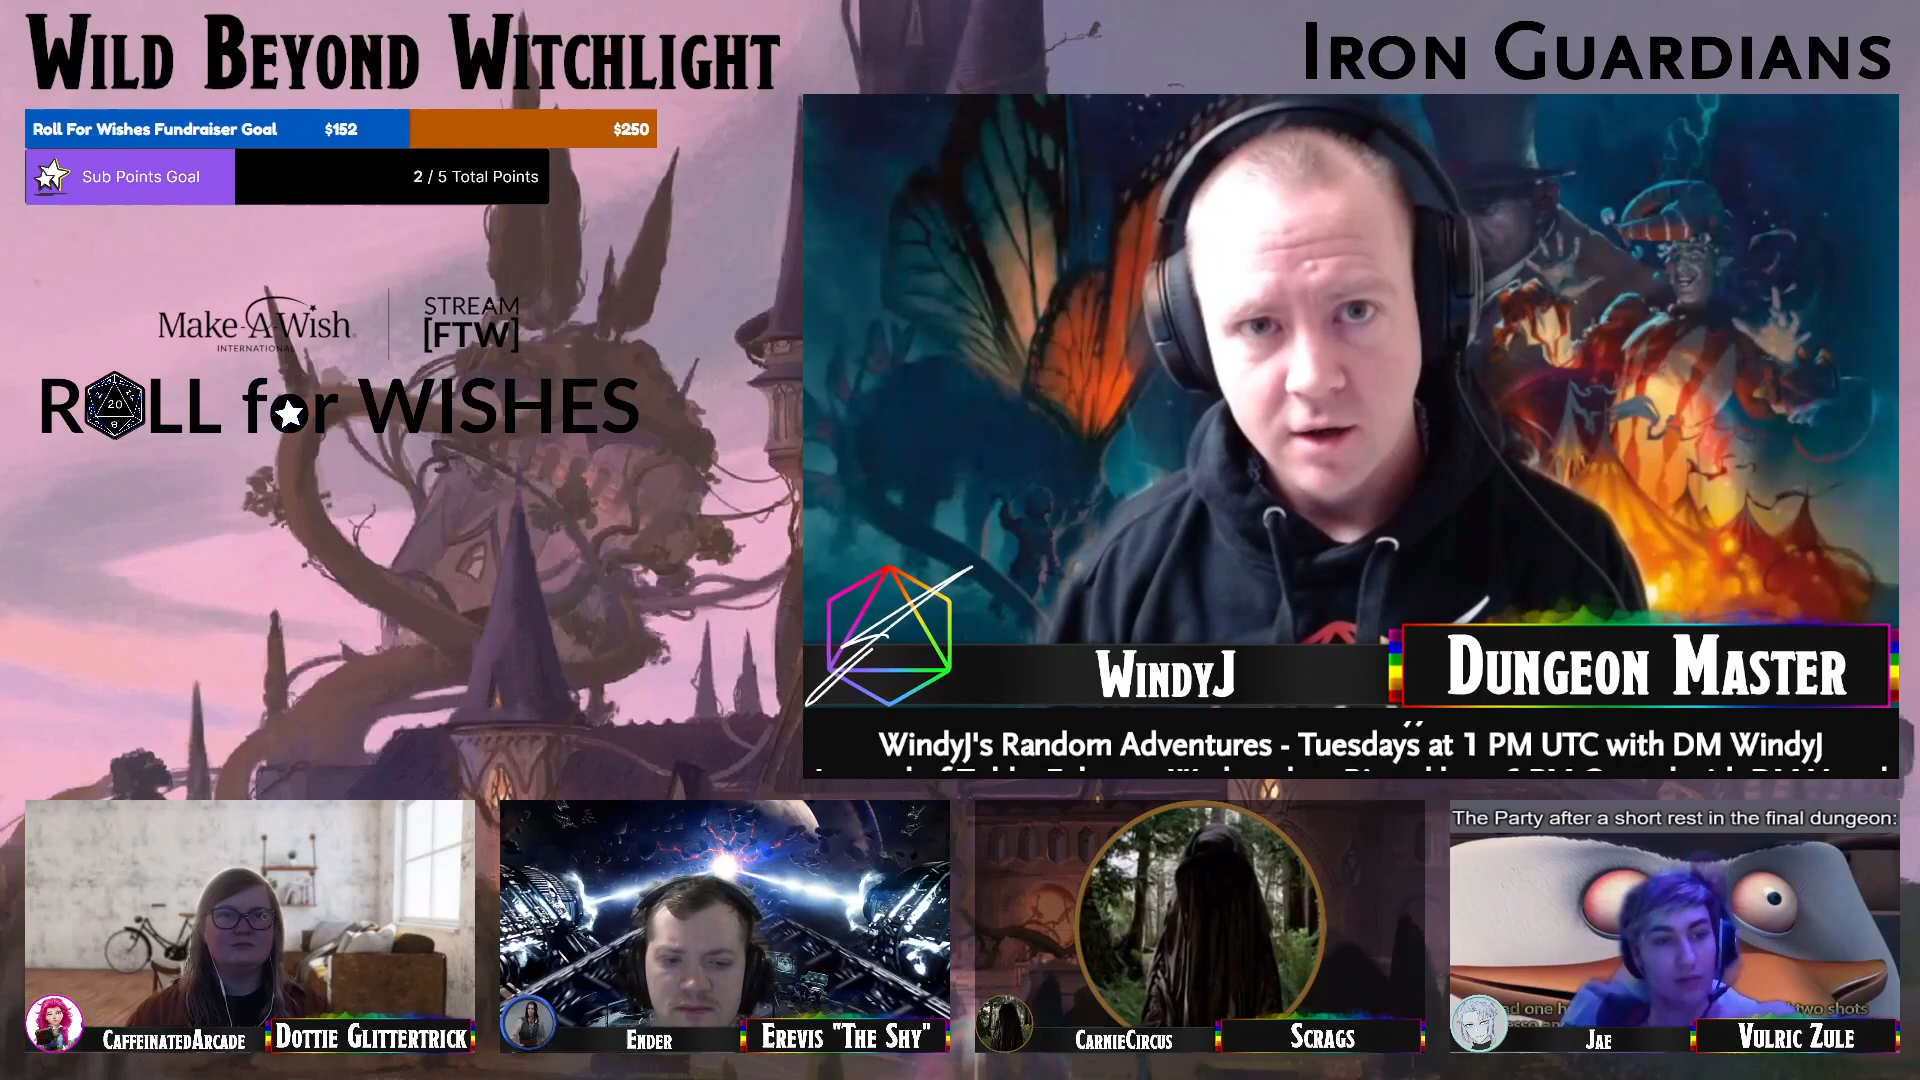 Wild Beyond Witchlight
Iron Guardians
Roll For Wishes Fundraiser Goal $152 $250
Sub Points Goal 2 / 5 Total Points
Make-A-Wish®
INTERNATIONAL
STREAM
[FTW]
ROLL for WISHES
20
8
WindyJ
Dungeon Master
WindyJ's Random Adventures - Tuesdays at 1 PM UTC with DM WindyJ
The Party after a short rest in the final dungeon:
two shots
CaffeinatedArcade
Dottie Glittertrick
Ender
Erevis "The Shy"
CarnieCircus
Scrags
Jae
Vulric Zule